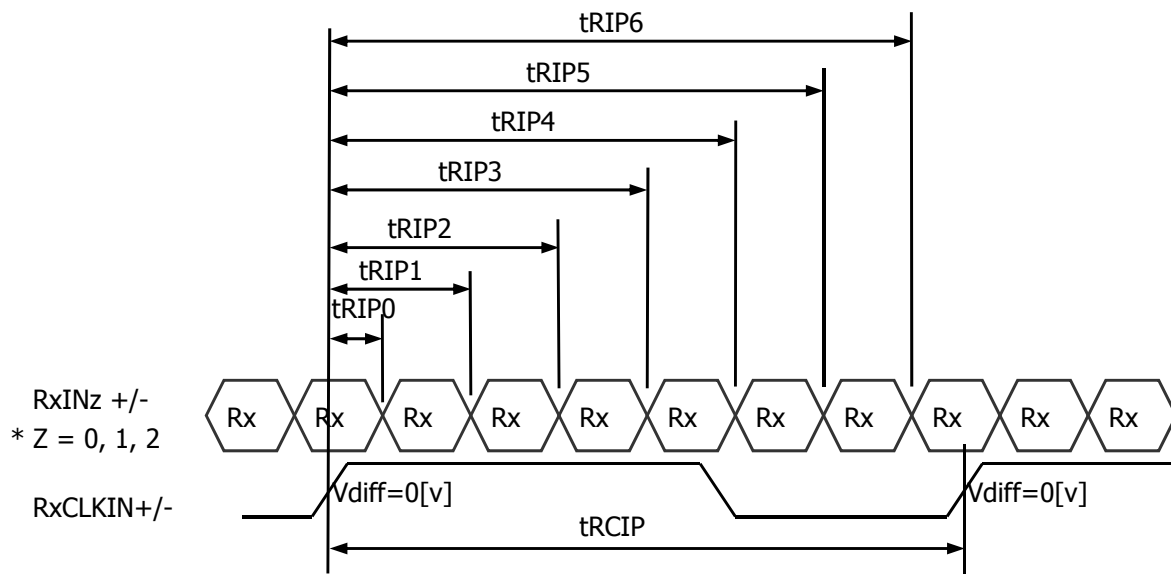 tRIP6
tRIP5
tRIP4
tRIP3
tRIP2
tRIP1
tRIP0
RxINz +/-
* Z = 0, 1, 2
Rx Rx Rx Rx Rx Rx Rx Rx Rx Rx Rx
RxCLKIN+/-
Vdiff=0[v] Vdiff=0[v]
tRCIP